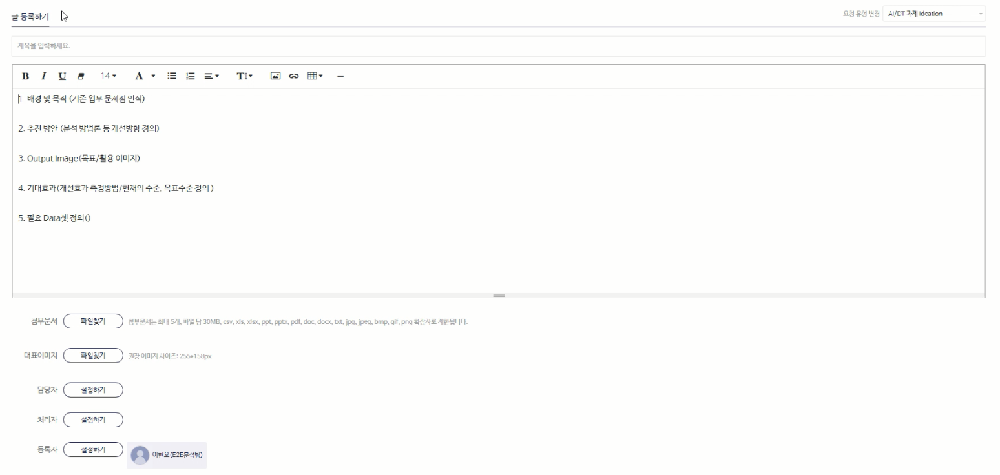 글 등록하기
요청 유형 변경 AI/DT 과제 Ideation
제목을 입력하세요.
B I U 14 A T
1. 배경 및 목적 (기존 업무 문제점 인식)
2. 추진 방안 (분석 방법론 등 개선방향 정의)
3. Output Image(목표/활용 이미지)
4. 기대효과(개선효과 측정방법/현재의 수준, 목표수준 정의 )
5. 필요 Data셋 정의()
첨부문서 파일찾기 첨부문서는 최대 5개, 파일 당 30MB, csv, xls, xlsx, ppt, pptx, pdf, doc, docx, txt, jpg, jpeg, bmp, gif, png 확장자로 제한됩니다.
대표이미지 파일찾기 권장 이미지 사이즈: 255*158px
담당자 설정하기
처리자 설정하기
등록자 설정하기 이현오(E2E분석팀)